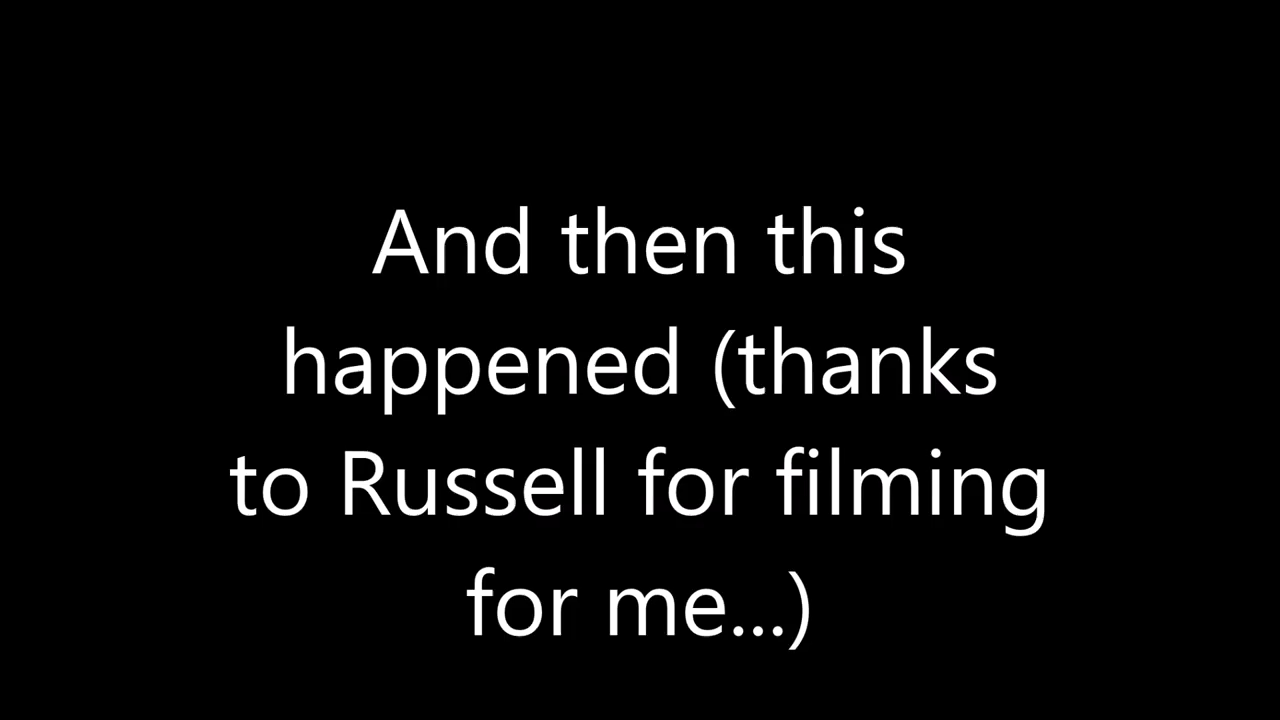 And then this
happened (thanks
to Russell for filming
for me...)